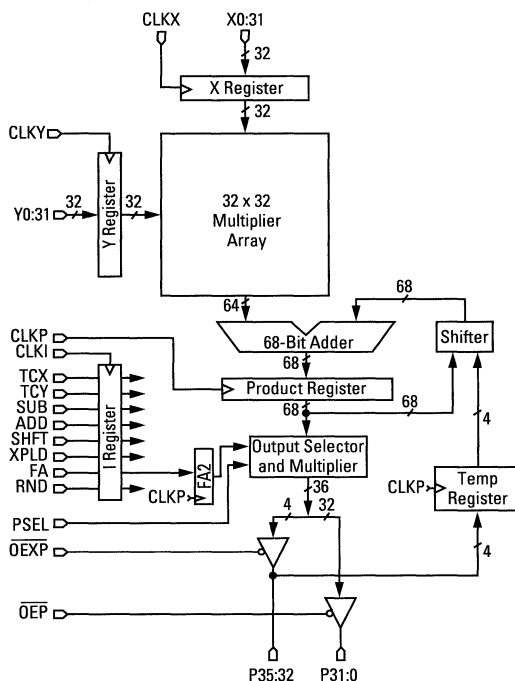 CLKX
X0:31
32
X Register
32
CLKY
Y0:31
32
Y Register
32
32 x 32
Multiplier
Array
64
68
68-Bit Adder
Shifter
CLKP
CLKI
68
Product Register
68
68
TCX
TCY
SUB
ADD
SHFT
XPLD
FA
RND
I Register
4
FA2
CLKP
Output Selector
and Multiplier
36
CLKP
Temp
Register
PSEL
4
32
OEXP
4
OEP
P35:32
P31:0